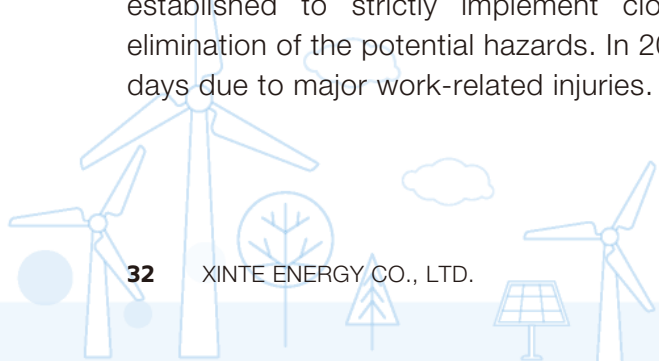 established to strictly implement clo
elimination of the potential hazards. In 20
days due to major work-related injuries.
32 XINTE ENERGY CO., LTD.